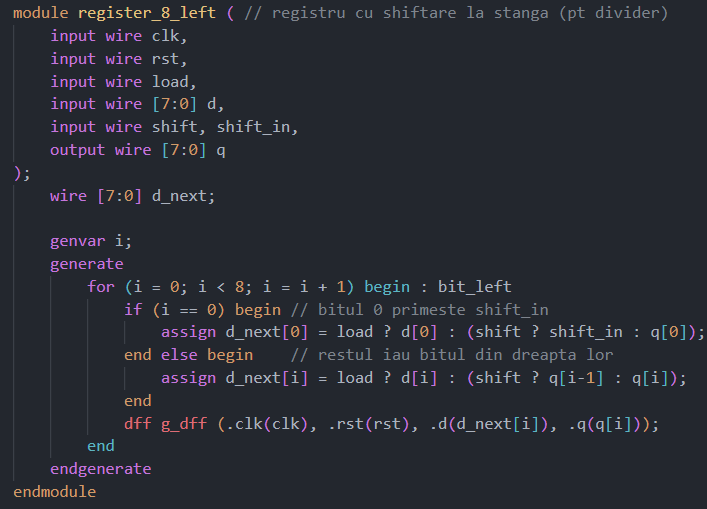 module register_8_left ( // registru cu shiftare la stanga (pt divider)
    input wire clk,
    input wire rst,
    input wire load,
    input wire [7:0] d,
    input wire shift, shift_in,
    output wire [7:0] q
);
    wire [7:0] d_next;

    genvar i;
    generate
        for (i = 0; i < 8; i = i + 1) begin : bit_left
            if (i == 0) begin // bitul 0 primeste shift_in
                assign d_next[0] = load ? d[0] : (shift ? shift_in : q[0]);
            end else begin    // restul iau bitul din dreapta lor
                assign d_next[i] = load ? d[i] : (shift ? q[i-1] : q[i]);
            end
            dff g_dff (.clk(clk), .rst(rst), .d(d_next[i]), .q(q[i]));
        end
    endgenerate
endmodule